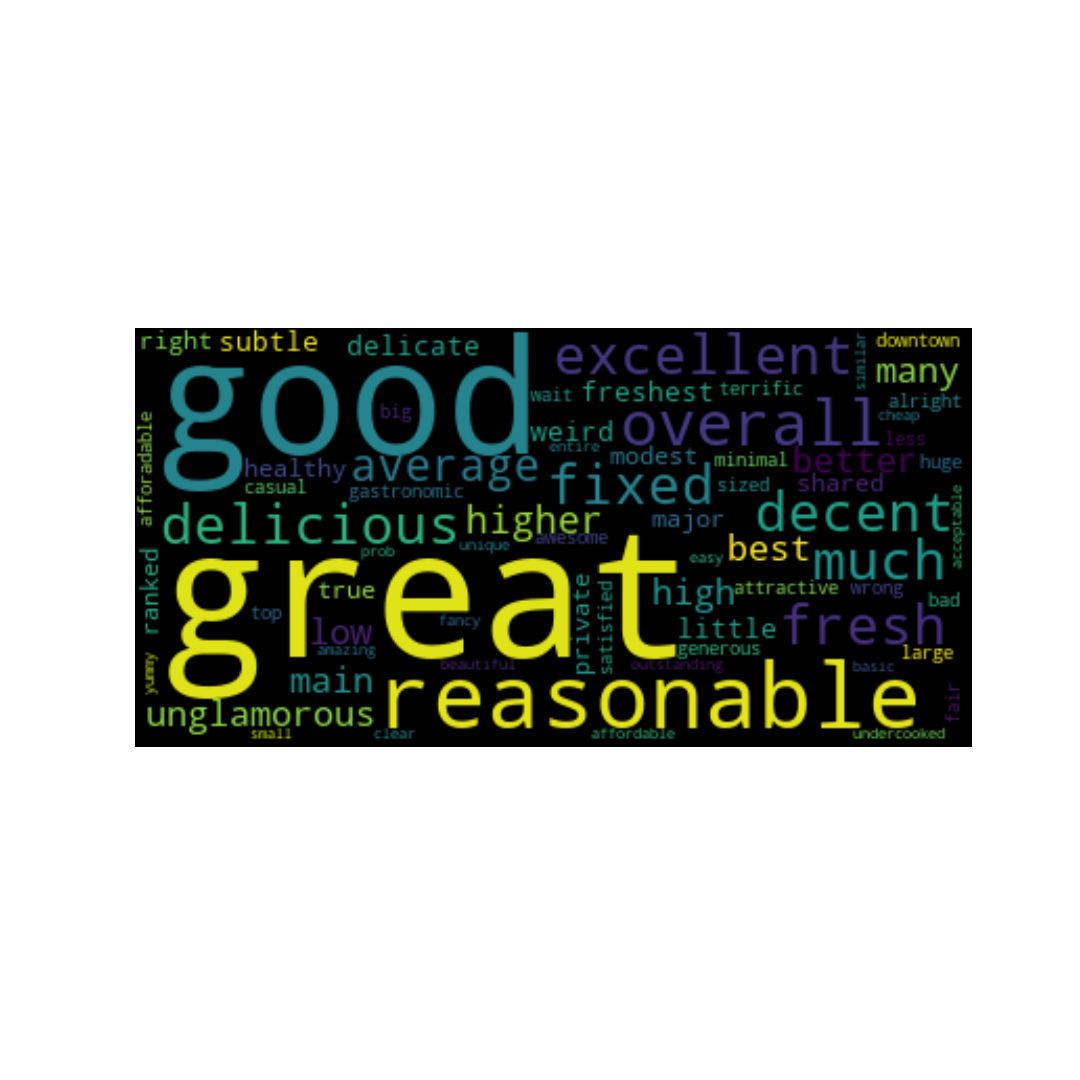 right subtle delicate excellent similar downtown
good big wait freshest terrific many
alright
cheap
afforadable weird overall less
entire
healthy average modest minimal better huge
casual gastronomic fixed sized shared
delicious higher major decent acceptable
awesome
prob unique easy best much
ranked great true high attractive wrong
top fancy private satisfied bad
low little fresh
amazing generous large
yummy beautiful outstanding basic
main reasonable fair
unglamorous
small clear affordable undercooked